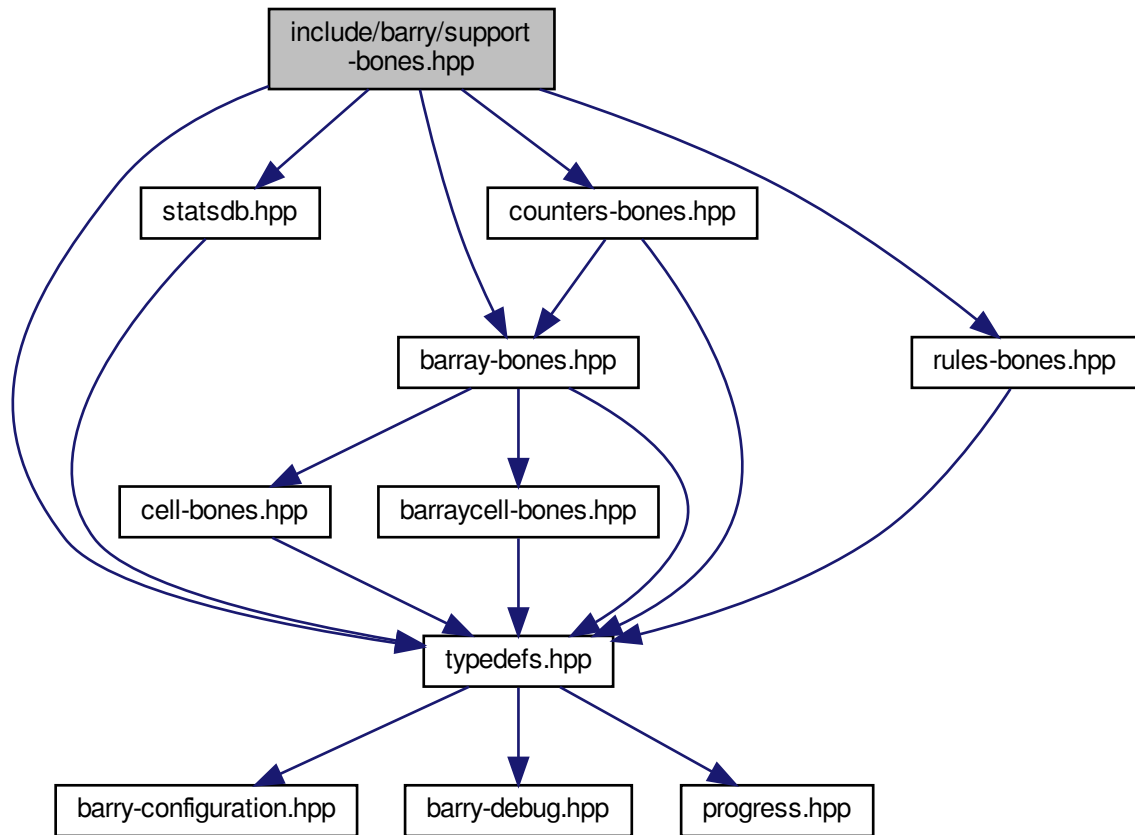 include/barry/support
-bones.hpp
statsdb.hpp
counters-bones.hpp
barray-bones.hpp
rules-bones.hpp
cell-bones.hpp
barraycell-bones.hpp
typedefs.hpp
barry-configuration.hpp
barry-debug.hpp
progress.hpp